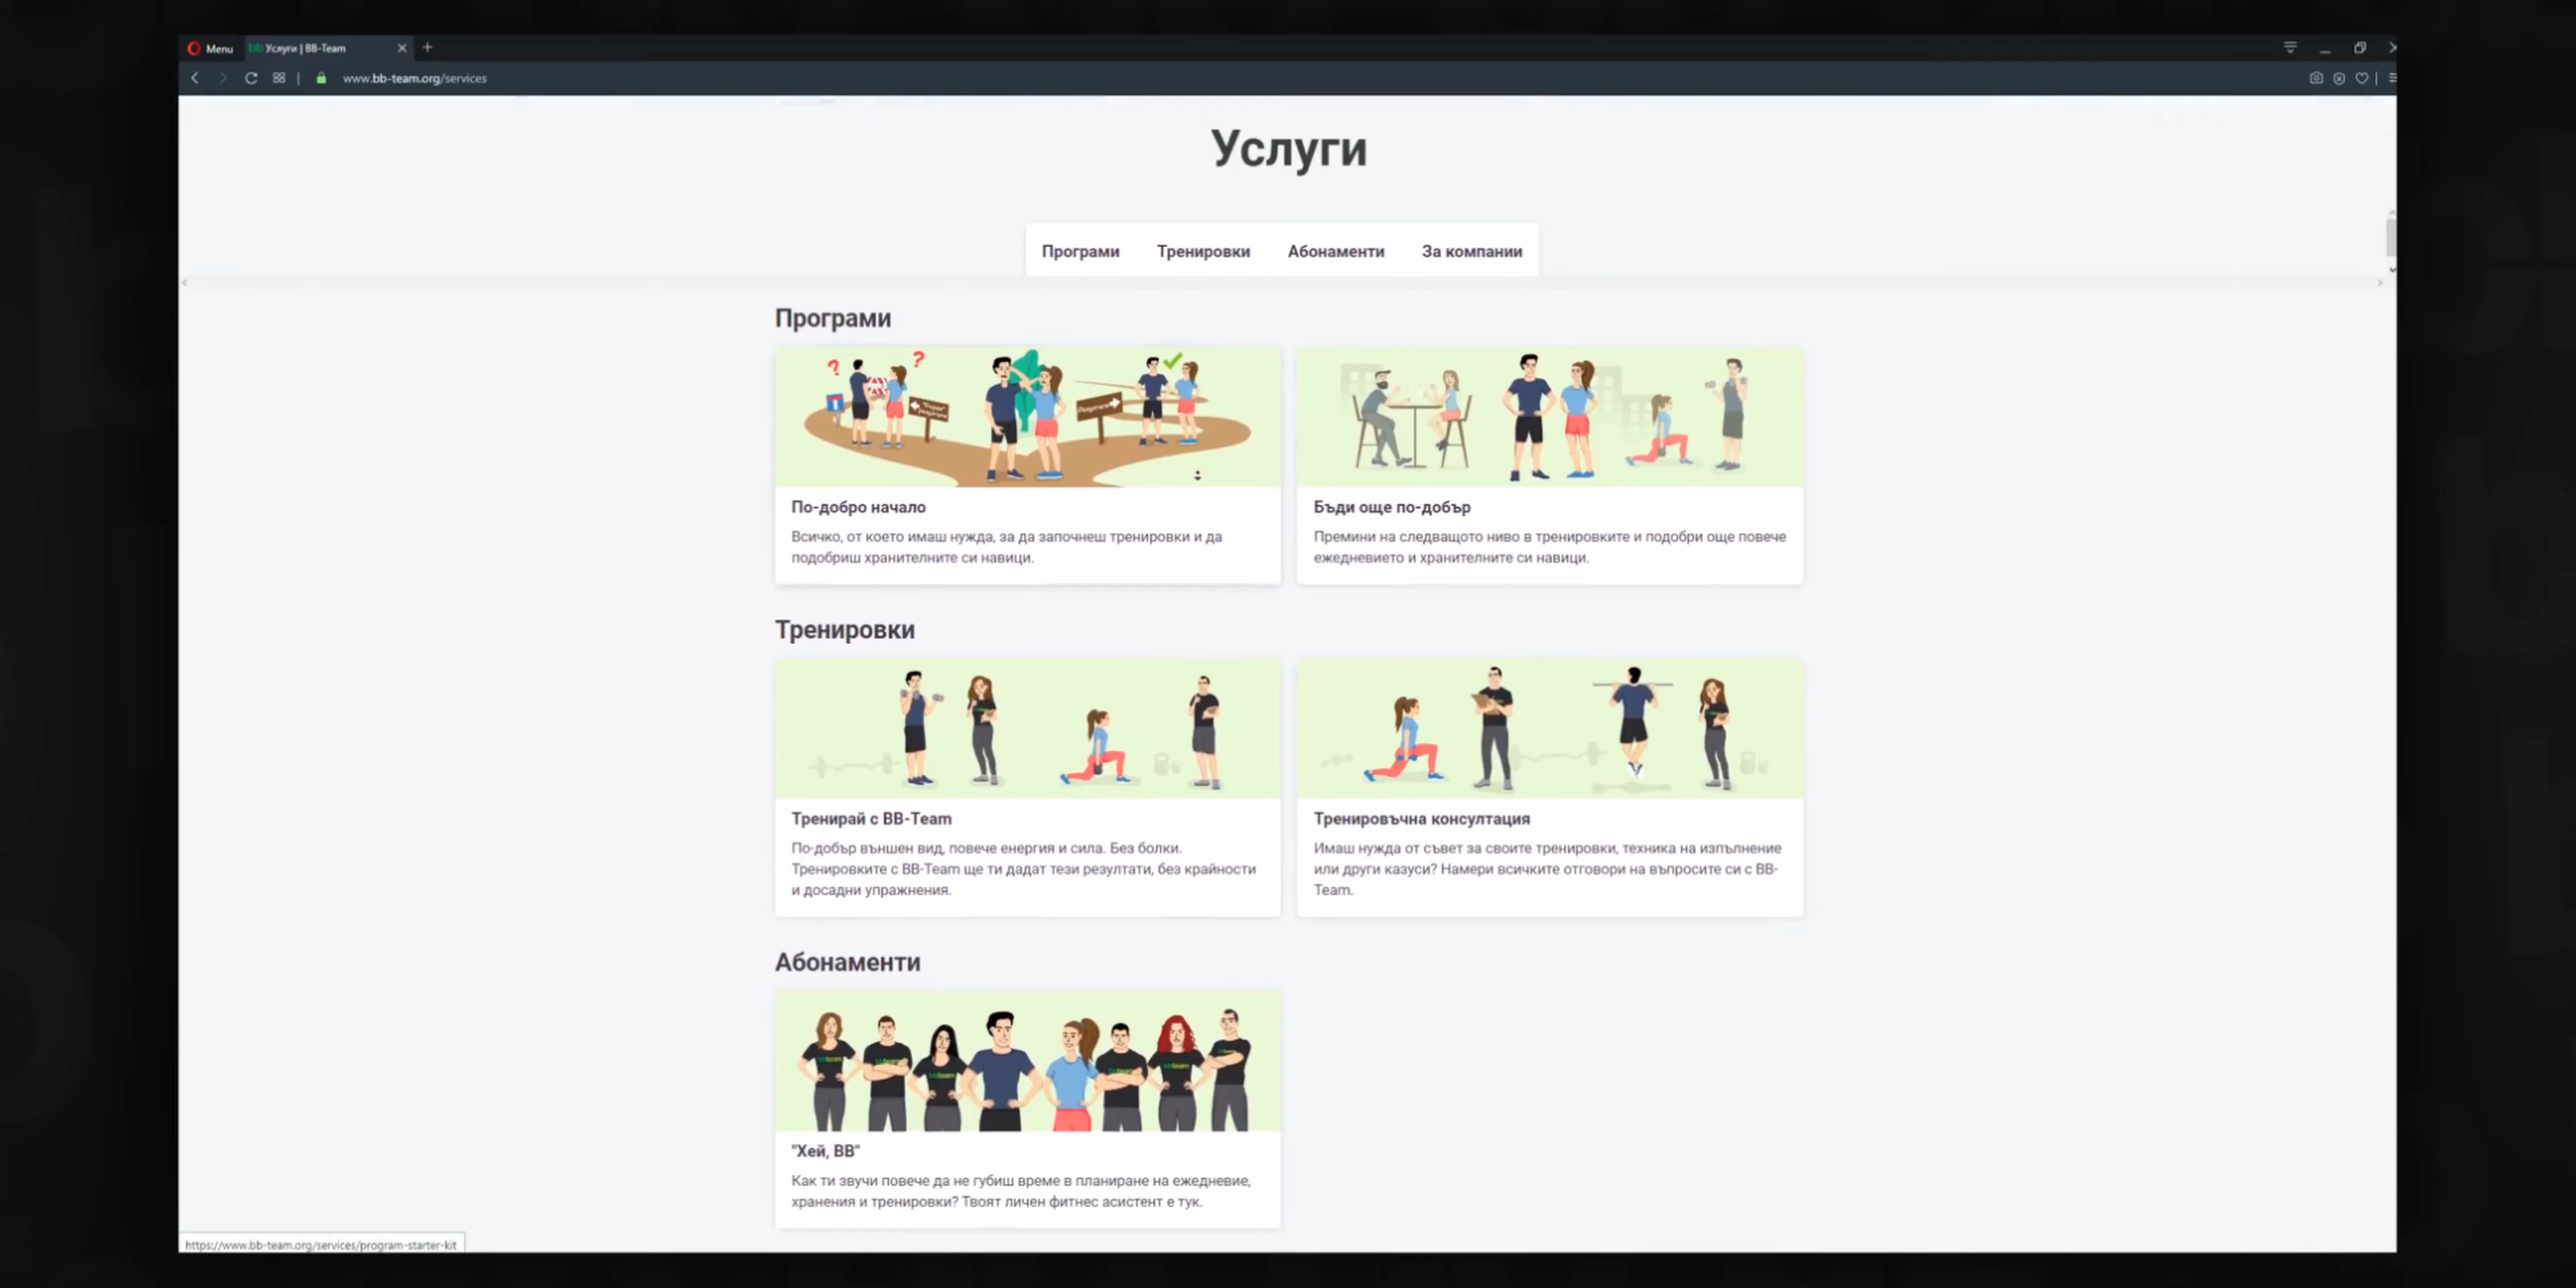 Menu
bb Услуги | BB-Team
www.bb-team.org/services
Услуги
Програми Тренировки Абонаменти За компании
Програми
По-добро начало
Всичко, от което имаш нужда, за да започнеш тренировки и да
подобриш хранителните си навици.
Бъди още по-добър
Премини на следващото ниво в тренировките и подобри още повече
ежедневието и хранителните си навици.
Тренировки
Тренирай с BB-Team
По-добър външен вид, повече енергия и сила. Без болки.
Тренировките с BB-Team ще ти дадат тези резултати, без крайности
и досадни упражнения.
Тренировъчна консултация
Имаш нужда от съвет за своите тренировки, техника на изпълнение
или други казуси? Намери всичките отговори на въпросите си с BB-
Team.
Абонаменти
"Хей, BB"
Как ти звучи повече да не губиш време в планиране на ежедневие,
хранения и тренировки? Твоят личен фитнес асистент е тук.
https://www.bb-team.org/services/program-starter-kit